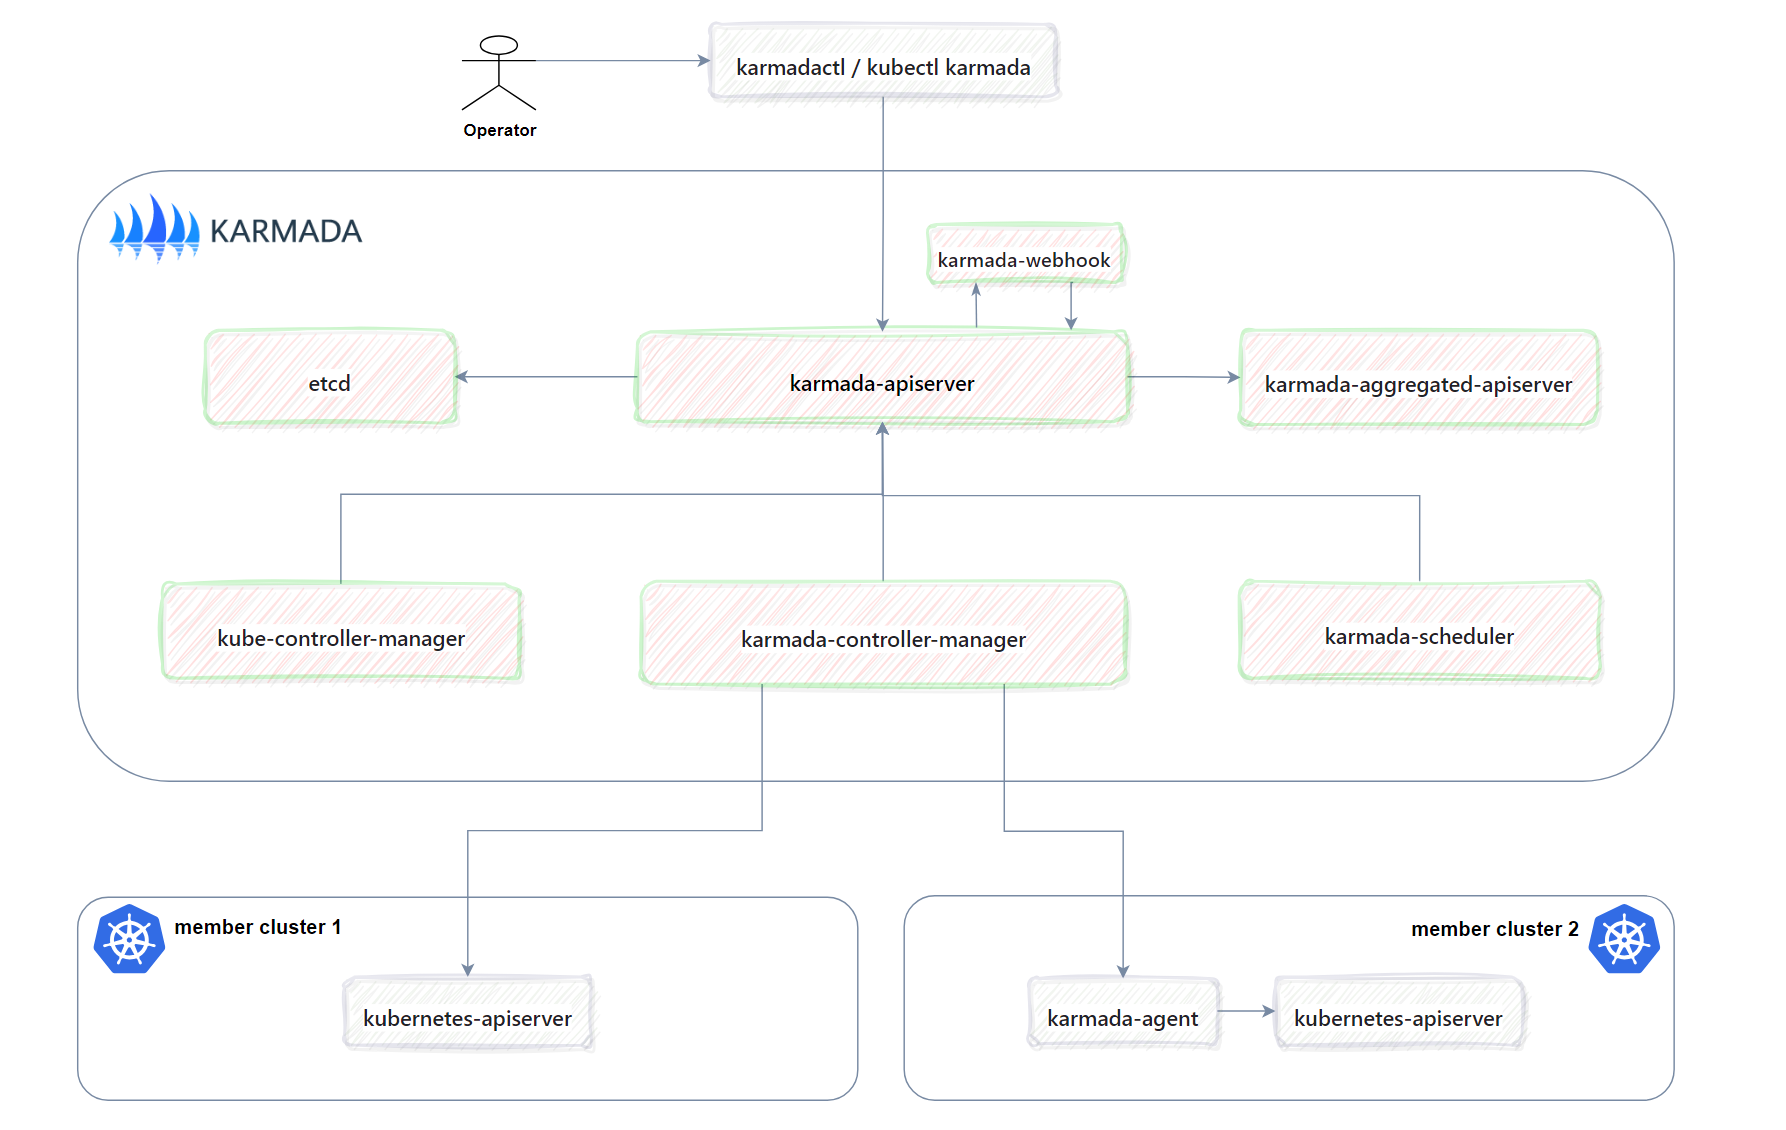 karmadactl / kubectl karmada
Operator
KARMADA
karmada-webhook
etcd
karmada-apiserver
karmada-aggregated-apiserver
kube-controller-manager
karmada-controller-manager
karmada-scheduler
member cluster 1
kubernetes-apiserver
member cluster 2
karmada-agent
kubernetes-apiserver